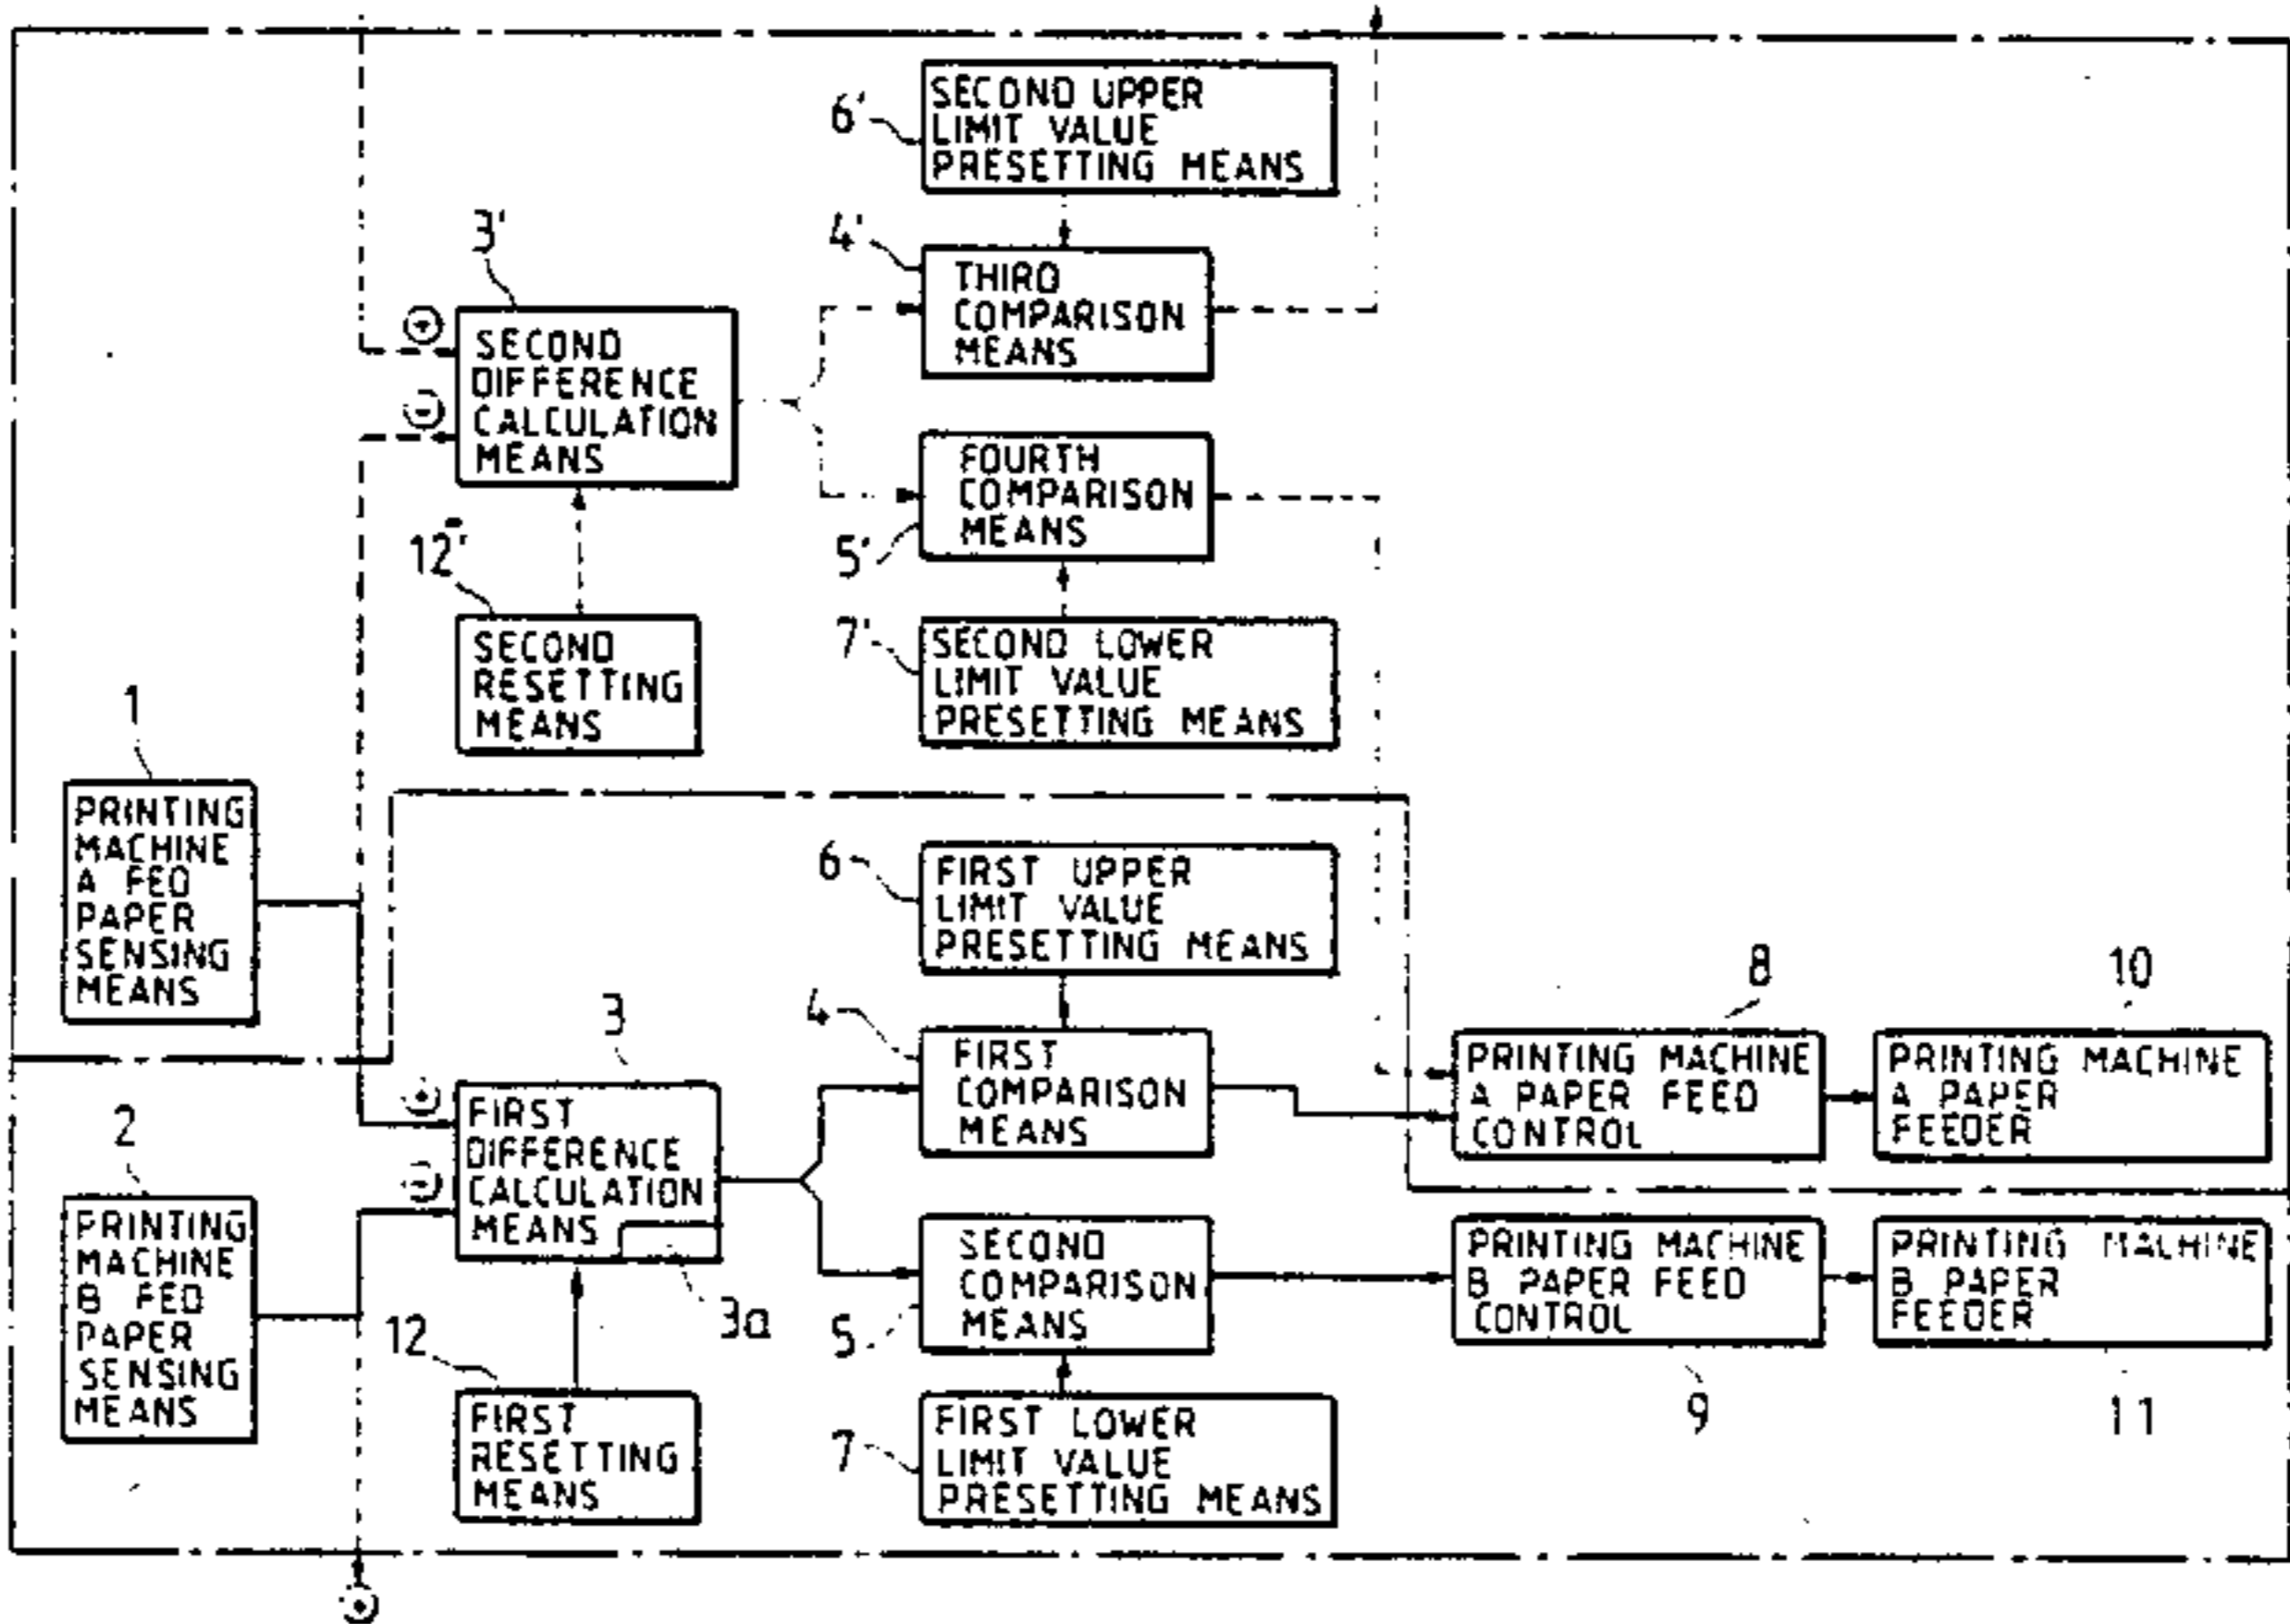 6'
SECOND UPPER
LIMIT VALUE
PRESETTING MEANS
3'
+
-
SECOND
DIFFERENCE
CALCULATION
MEANS
4'
THIRD
COMPARISON
MEANS
FOURTH
COMPARISON
MEANS
5'
12'
SECOND
RESETTING
MEANS
7'
SECOND LOWER
LIMIT VALUE
PRESETTING MEANS
1
PRINTING
MACHINE
A FED
PAPER
SENSING
MEANS
6
FIRST UPPER
LIMIT VALUE
PRESETTING MEANS
2
PRINTING
MACHINE
B FED
PAPER
SENSING
MEANS
3
+
-
FIRST
DIFFERENCE
CALCULATION
MEANS
3a
4
FIRST
COMPARISON
MEANS
8
PRINTING MACHINE
A PAPER FEED
CONTROL
10
PRINTING MACHINE
A PAPER
FEEDER
5
SECOND
COMPARISON
MEANS
PRINTING MACHINE
B PAPER FEED
CONTROL
9
PRINTING MACHINE
B PAPER
FEEDER
11
12
FIRST
RESETTING
MEANS
7
FIRST LOWER
LIMIT VALUE
PRESETTING MEANS
+